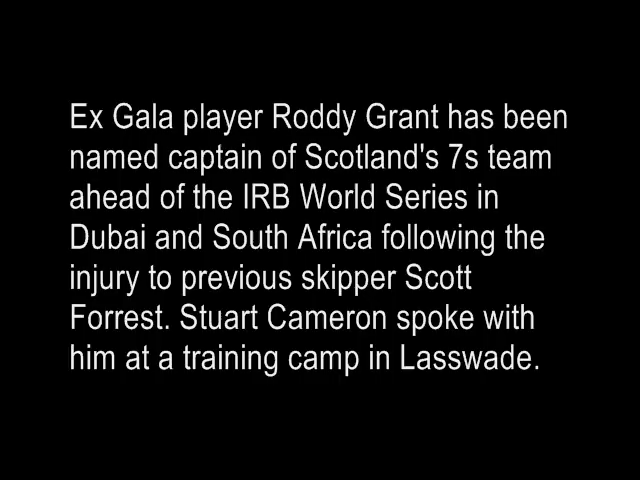 Ex Gala player Roddy Grant has been
named captain of Scotland's 7s team
ahead of the IRB World Series in
Dubai and South Africa following the
injury to previous skipper Scott
Forrest. Stuart Cameron spoke with
him at a training camp in Lasswade.